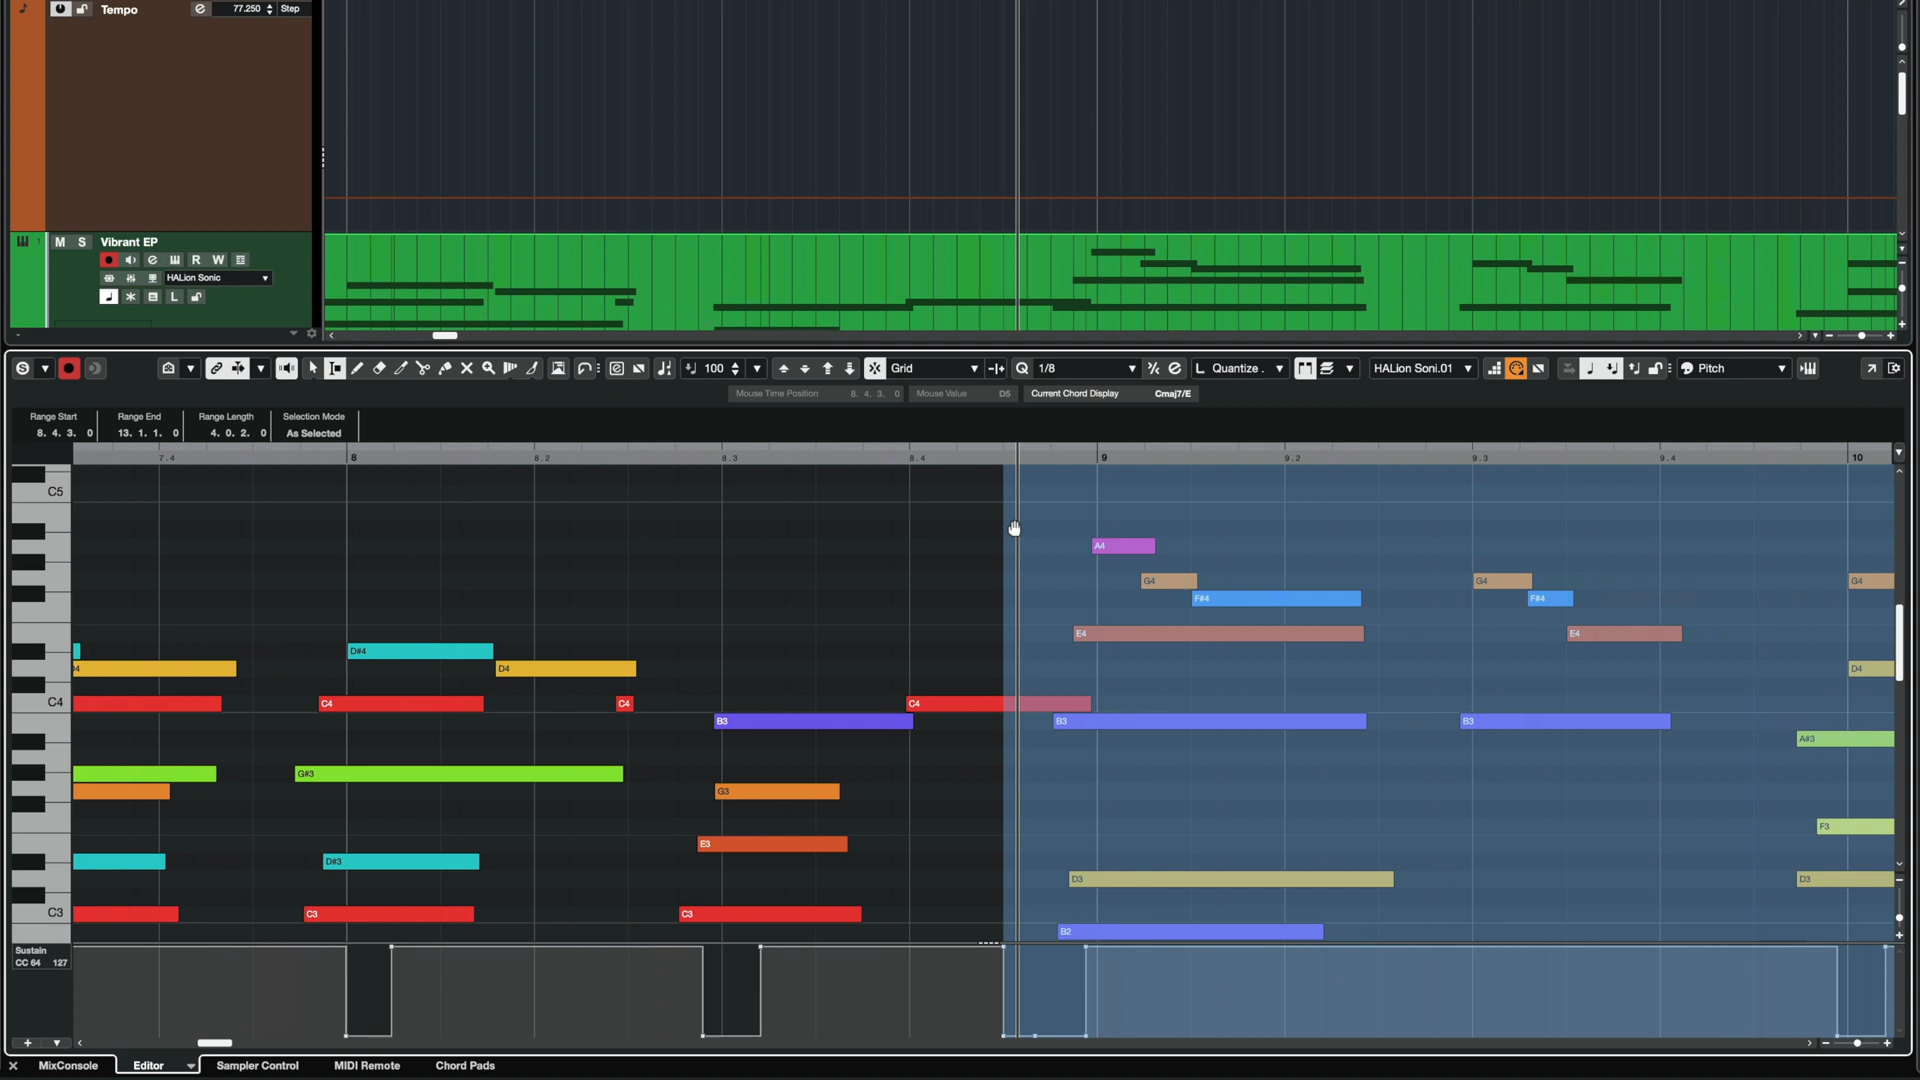 Tempo
77.250 Step
1 M S Vibrant EP
R W
HALion Sonic
L
S 100 Grid Q 1/8 L Quantize . HALion Soni.01 Pitch
Mouse Time Position 8. 4. 3. 0 Mouse Value D5 Current Chord Display Cmaj7/E
Range Start Range End Range Length Selection Mode
8. 4. 3. 0 13. 1. 1. 0 4. 0. 2. 0 As Selected
7.4 8 8.2 8.3 8.4 9 9.2 9.3 9.4 10
C5
A4
G4 G4 G4
F#4 F#4
E4 E4
D#4
D4 D4 D4
C4 C4 C4 C4
B3 B3 B3
A#3
G#3
G3
F3
E3
D#3
D3 D3
C3 C3 C3
B2
Sustain
CC 64 127
MixConsole Editor Sampler Control MIDI Remote Chord Pads